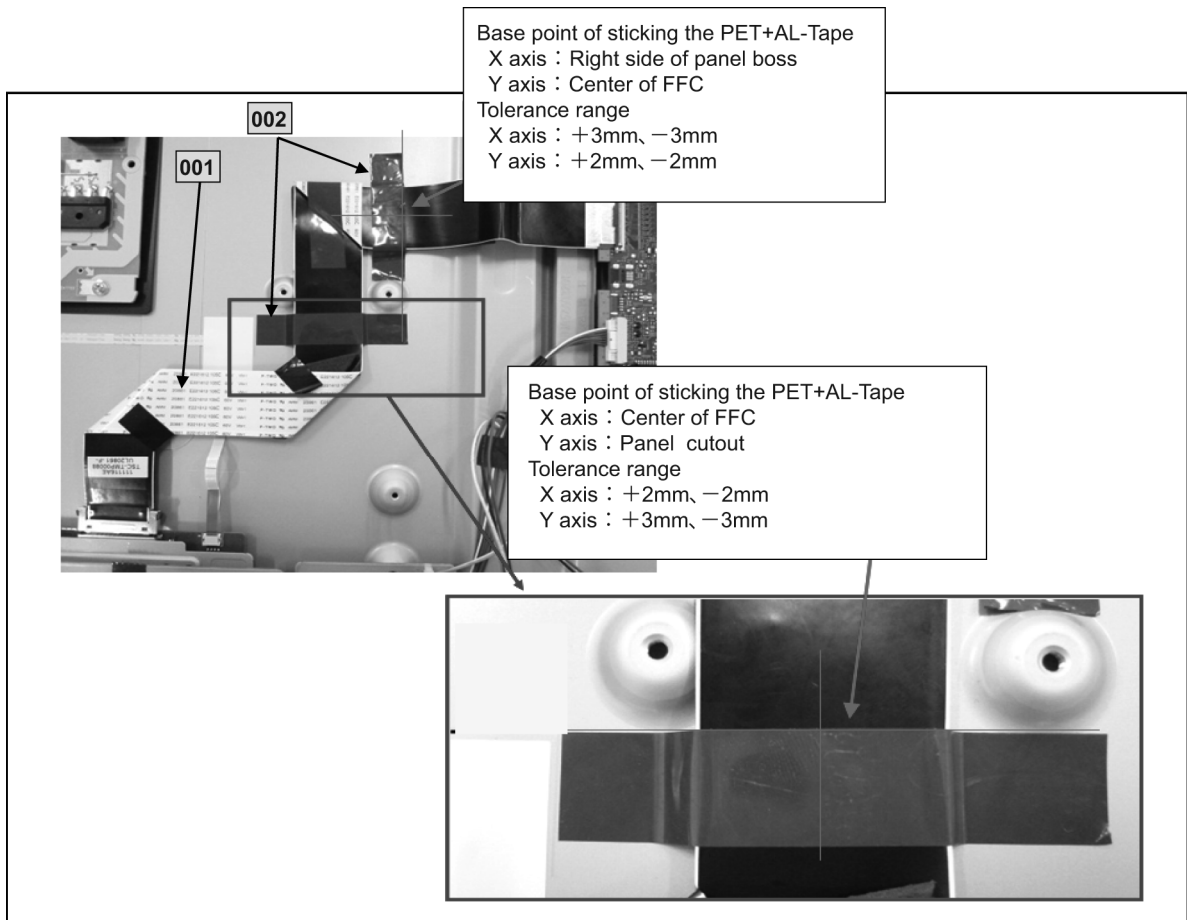 Base point of sticking the PET+AL-Tape
X axis：Right side of panel boss
Y axis：Center of FFC
Tolerance range
X axis：＋3mm、－3mm
Y axis：＋2mm、－2mm
002
001
Base point of sticking the PET+AL-Tape
X axis：Center of FFC
Y axis：Panel cutout
Tolerance range
X axis：＋2mm、－2mm
Y axis：＋3mm、－3mm